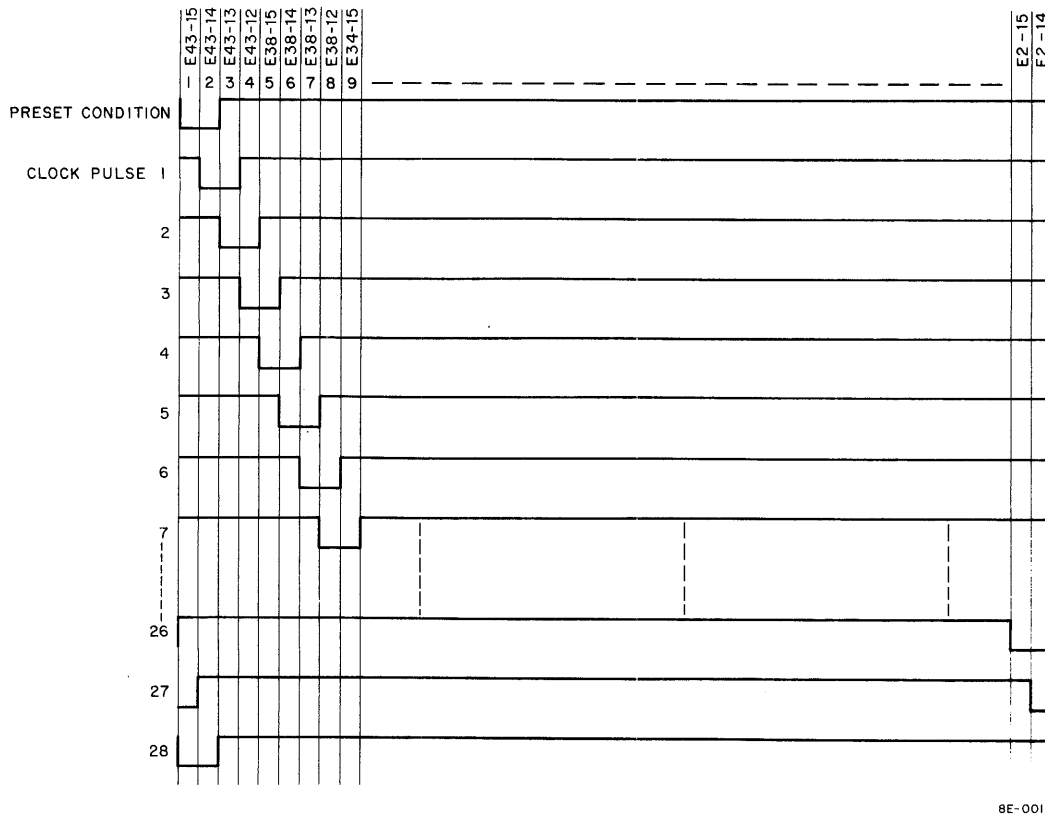 E43-15
E43-14
E43-13
E43-12
E38-15
E38-14
E38-13
E38-12
E34-15
E2-15
E2-14
1 2 3 4 5 6 7 8 9
PRESET CONDITION
CLOCK PULSE 1
2
3
4
5
6
7
26
27
28
8E-001